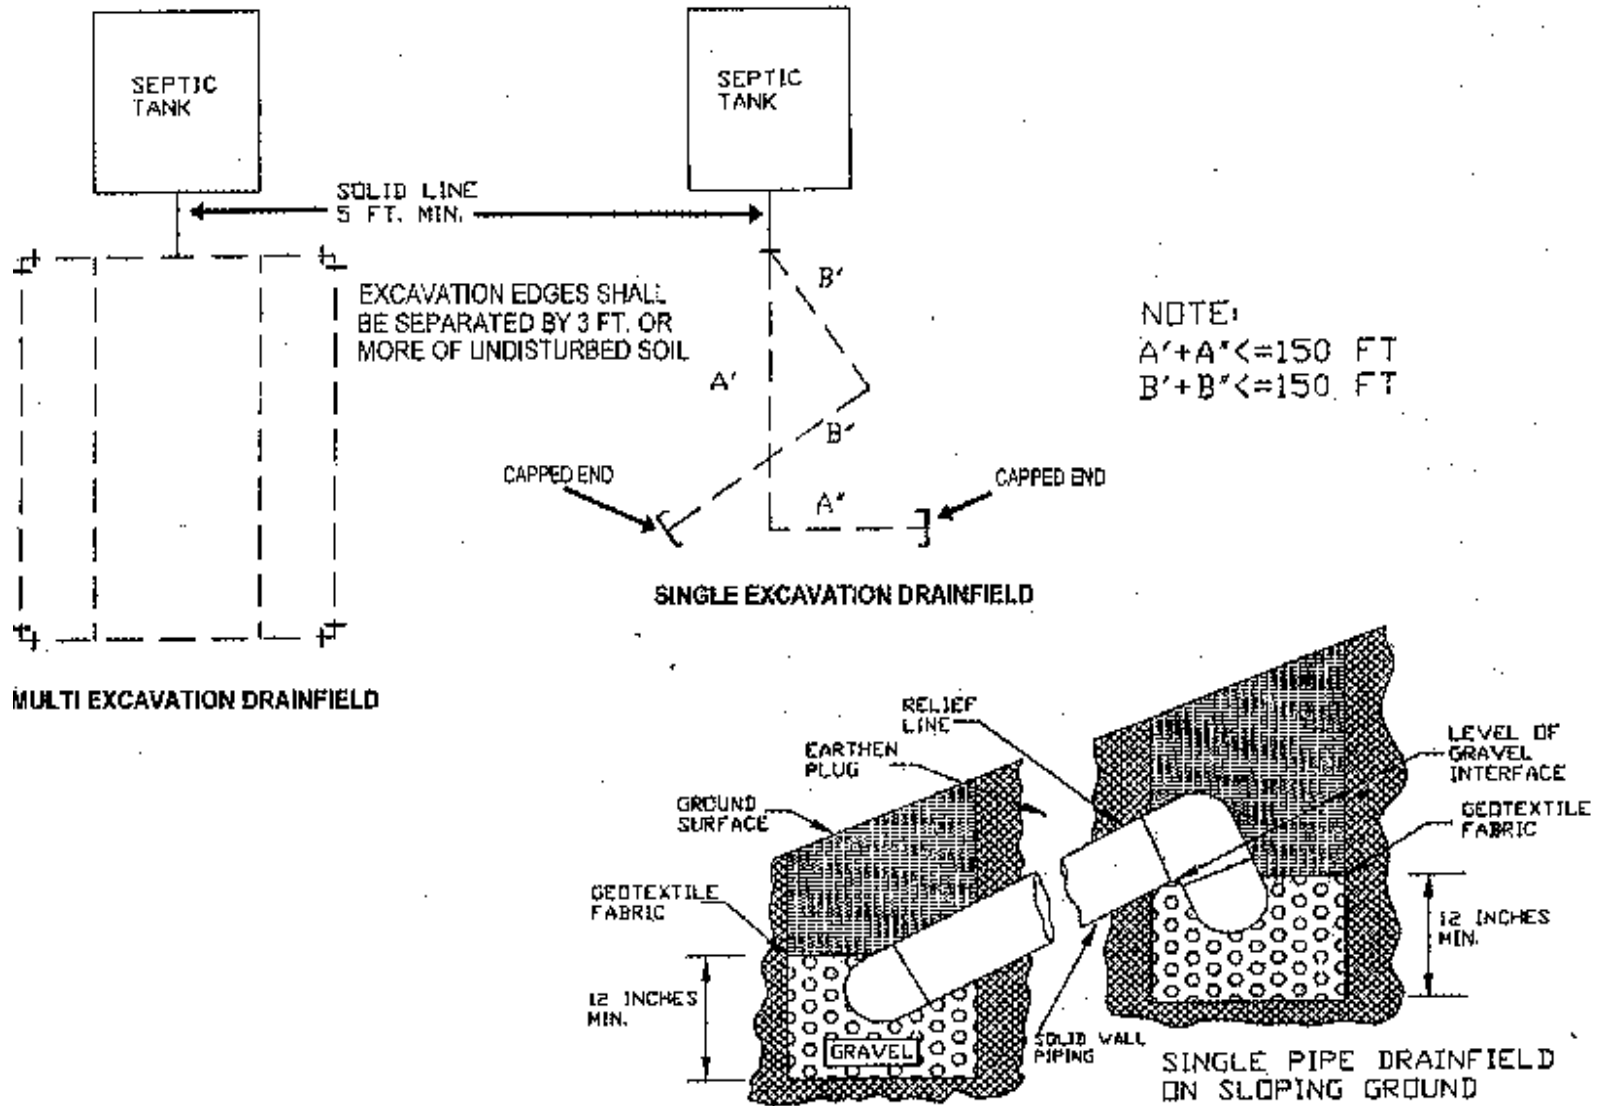 SEPTIC
TANK
SEPTIC
TANK
SOLID LINE
5 FT. MIN.
EXCAVATION EDGES SHALL
BE SEPARATED BY 3 FT. OR
MORE OF UNDISTURBED SOIL
B'
A'
B"
A"
NOTE:
A'+A"<=150 FT
B'+B"<=150 FT
CAPPED END
CAPPED END
SINGLE EXCAVATION DRAINFIELD
MULTI EXCAVATION DRAINFIELD
RELIEF
LINE
EARTHEN
PLUG
GROUND
SURFACE
GEOTEXTILE
FABRIC
12 INCHES
MIN.
GRAVEL
SOLID WALL
PIPING
LEVEL OF
GRAVEL
INTERFACE
GEOTEXTILE
FABRIC
12 INCHES
MIN.
SINGLE PIPE DRAINFIELD
ON SLOPING GROUND